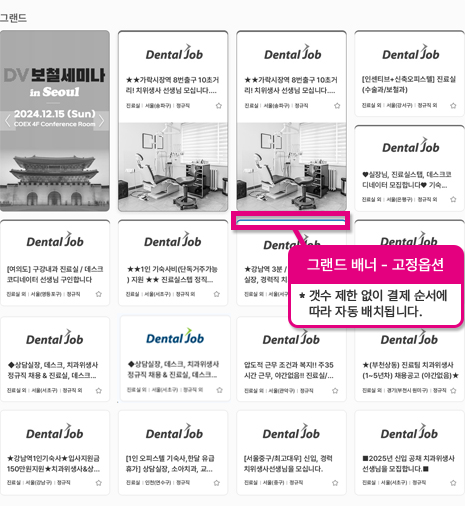 그랜드
DV 보철세미나
in Seoul
2024.12.15 (Sun)
COEX 4F Conference Room
Dental Job
★★가락시장역 8번출구 10초거
리! 치위생사 선생님 모십니다....
진료실 외 | 서울(송파구) | 정규직
Dental Job
★★가락시장역 8번출구 10초거
리! 치위생사 선생님 모십니다....
진료실 외 | 서울(송파구) | 정규직
Dental Job
[인센티브+신축오피스텔] 진료실
(수술과/보철과)
진료실 외 | 서울(강서구) | 정규직
Dental Job
♥실장님, 진료실스텝, 데스크코
디네이터 모집합니다♥ 기숙...
진료실 외 | 서울(은평구) | 정규직
Dental Job
[여의도] 구강내과 진료실 / 데스크
코디네이터 선생님 구인합니다
진료실 외 | 서울(영등포구) | 정규직
Dental Job
★★1인 기숙사비(단독거주가능
) 지원 ★★ 진료스텝 정직...
진료실 | 서울(서초구) | 정규직 외
Dental Job
★강남역 3분 /
실장, 경력직 치
그랜드 배너 - 고정옵션
* 갯수 제한 없이 결제 순서에
따라 자동 배치됩니다.
Dental Job
◆상담실장, 데스크, 치과위생사
정규직 채용 & 진료실, 데스크...
진료실 외 | 서울(서초구) | 정규직 외
Dental Job
◆상담실장, 데스크, 치과위생사
정규직 채용 & 진료실, 데스크...
진료실 외 | 서울(서초구) | 정규직 외
Dental Job
압도적 근무 조건과 복지!! 주35
시간 근무, 야간없음!! 진료실/...
진료실 외 | 서울(관악구) | 정규직
Dental Job
★(부천상동) 진료팀 치과위생사
(1~5년차) 채용공고 (야간없음)★
진료실 외 | 경기(부천시 원미구) | 정규직
Dental Job
★강남역1인기숙사★입사지원금
150만원지원★치과위생사&상...
진료실 외 | 서울(강남구) | 정규직
Dental Job
[1인 오피스텔 기숙사,한달 유급
휴가] 상담실장, 소아치과, 교...
진료실 외 | 인천(연수구) | 정규직
Dental Job
[서울중구/최고대우] 신입, 경력
치위생사선생님을 모십니다.
진료실 외 | 서울(중구) | 정규직
Dental Job
■2025년 신입 공채 치과위생사
선생님을 모집합니다.■
진료실 외 | 서울(서초구) | 정규직